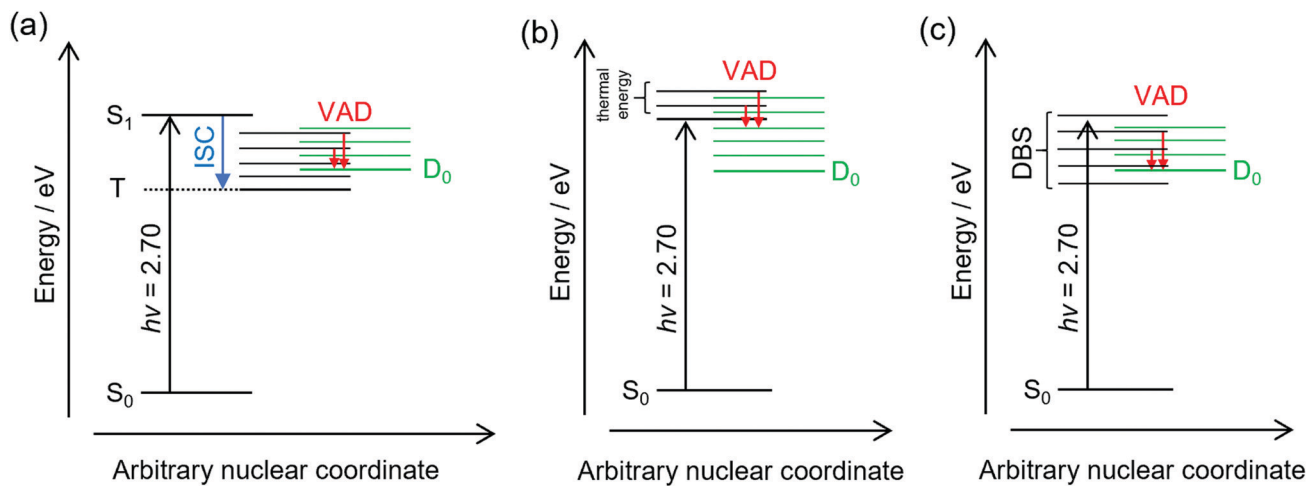 (a)
Energy / eV
S₁
T
S₀
hν = 2.70
ISC
VAD
D₀
Arbitrary nuclear coordinate
(b)
Energy / eV
thermal
energy
VAD
D₀
hν = 2.70
S₀
Arbitrary nuclear coordinate
(c)
Energy / eV
DBS
VAD
D₀
hν = 2.70
S₀
Arbitrary nuclear coordinate